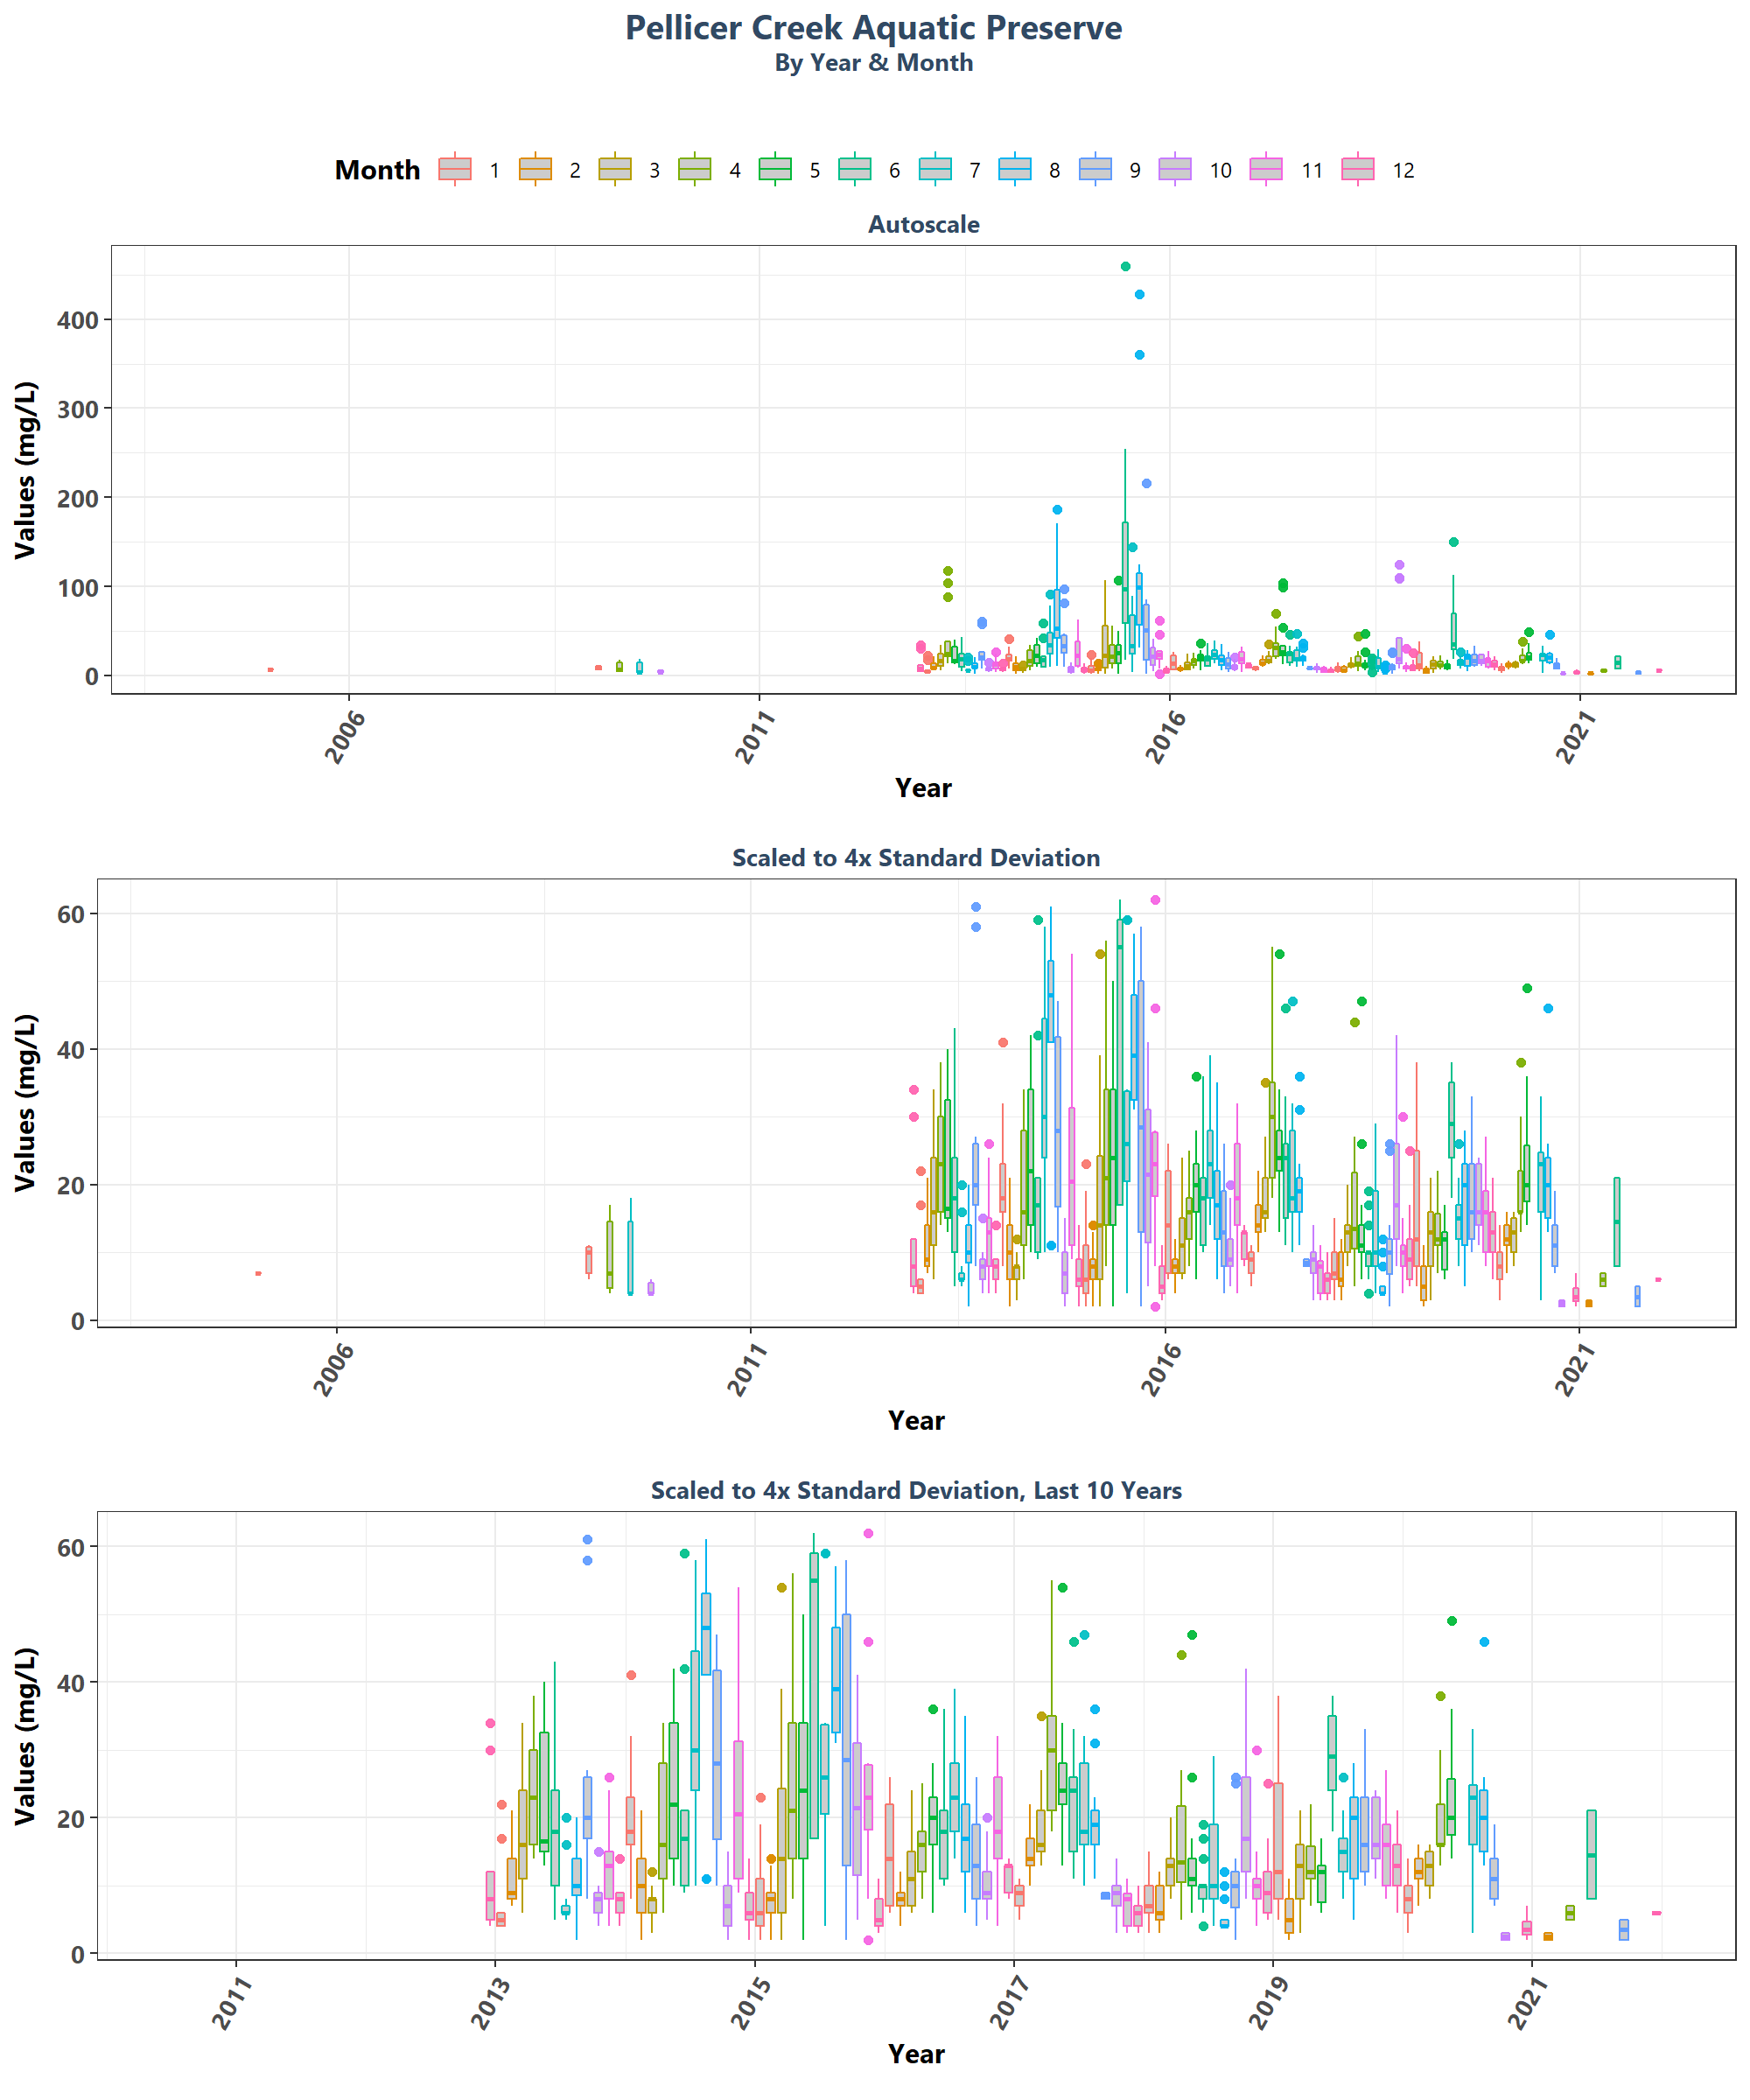 Pellicer Creek Aquatic Preserve
By Year & Month
Month 1 2 3 4 5 6 7 8 9 10 11 12
Autoscale
Values (mg/L)
400
300
200
100
0
2006 2011 2016 2021
Year
Scaled to 4x Standard Deviation
Values (mg/L)
60
40
20
0
2006 2011 2016 2021
Year
Scaled to 4x Standard Deviation, Last 10 Years
Values (mg/L)
60
40
20
0
2011 2013 2015 2017 2019 2021
Year